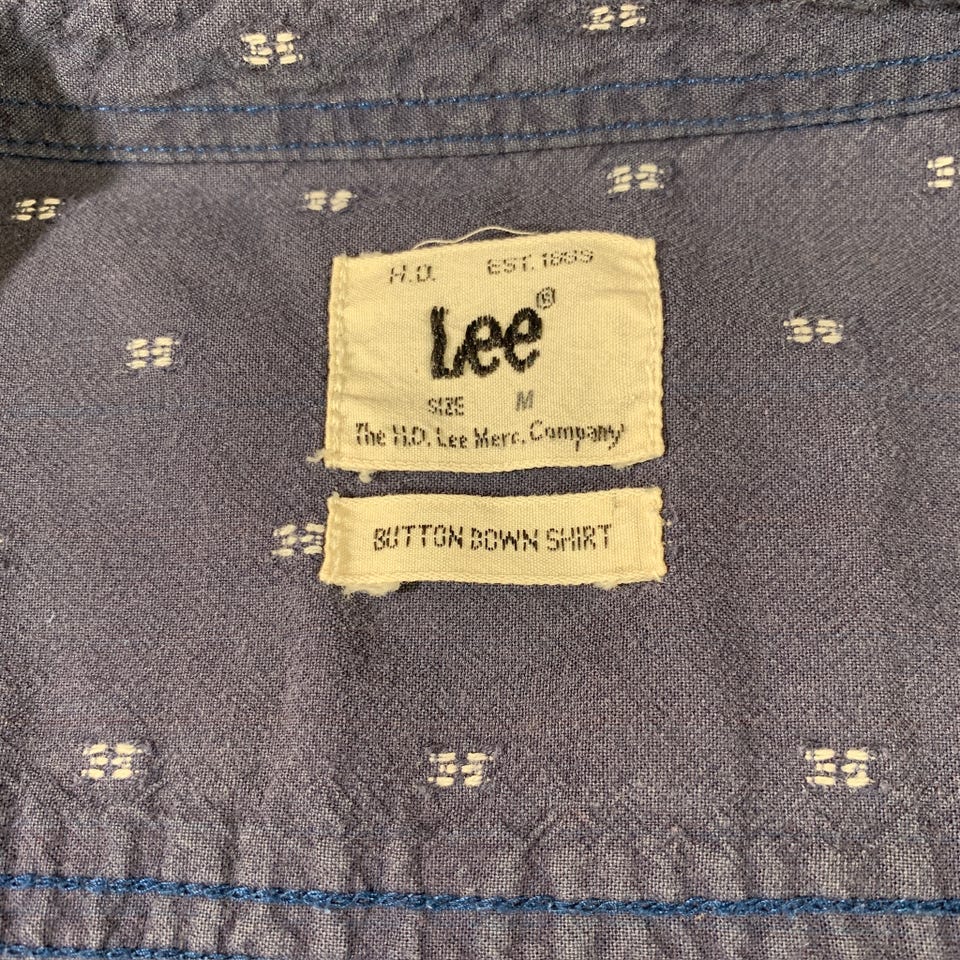 H.D. EST. 1889
Lee®
SIZE M
The H.D. Lee Merc. Company
BUTTON DOWN SHIRT